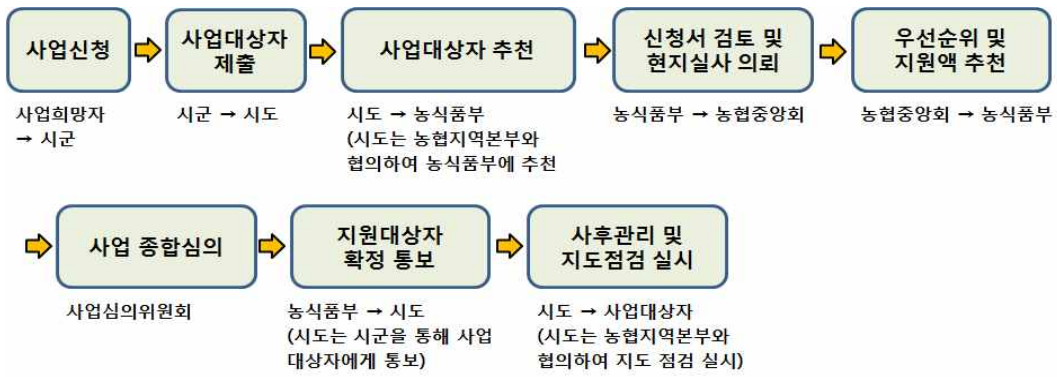 사업신청
사업대상자
제출
사업대상자 추천
신청서 검토 및
현지실사 의뢰
우선순위 및
지원액 추천
사업희망자
→ 시군
시군 → 시도
시도 → 농식품부
(시도는 농협지역본부와
협의하여 농식품부에 추천
농식품부 → 농협중앙회
농협중앙회 → 농식품부
사업 종합심의
지원대상자
확정 통보
사후관리 및
지도점검 실시
사업심의위원회
농식품부 → 시도
(시도는 시군을 통해 사업
대상자에게 통보)
시도 → 사업대상자
(시도는 농협지역본부와
협의하여 지도 점검 실시)